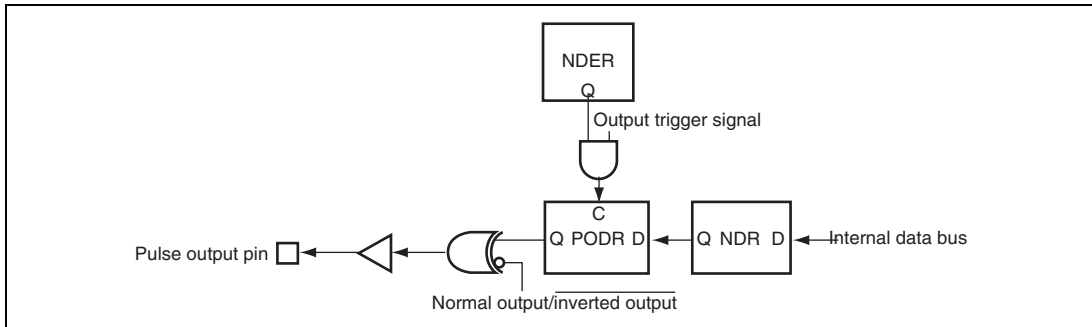 NDER
Q
Output trigger signal
C
Q PODR D
Q NDR D
Internal data bus
Pulse output pin
Normal output/inverted output